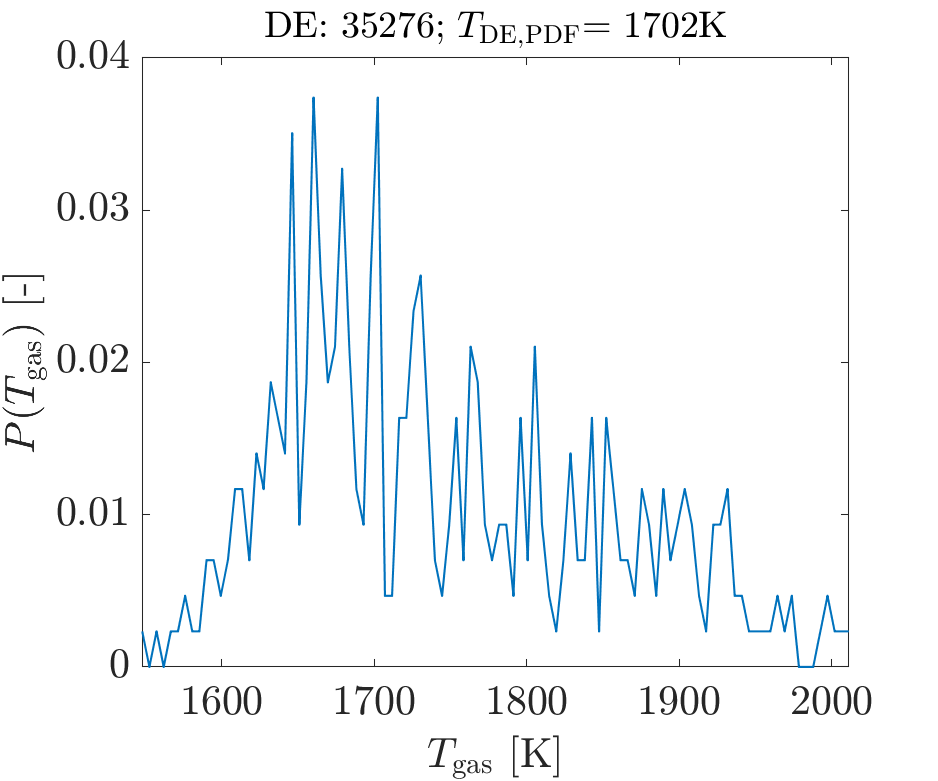 DE: 35276; T_DE,PDF= 1702K
0.04
0.03
0.02
0.01
0
P(T_gas) [-]
1600 1700 1800 1900 2000
T_gas [K]